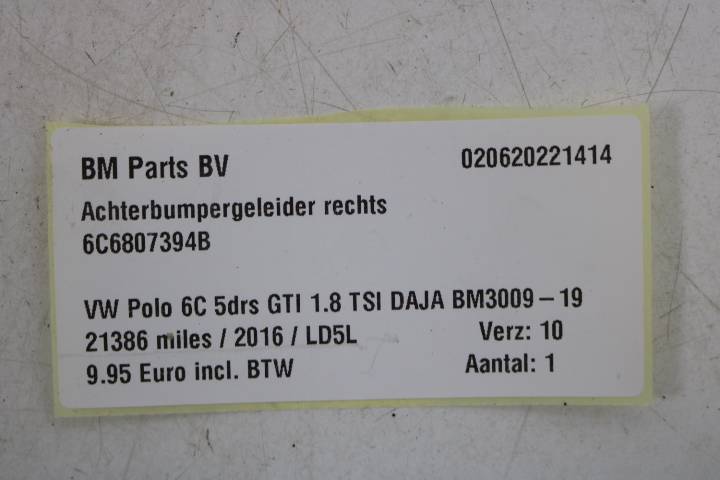 BM Parts BV 020620221414
Achterbumpergeleider rechts
6C6807394B
VW Polo 6C 5drs GTI 1.8 TSI DAJA BM3009 – 19
21386 miles / 2016 / LD5L Verz: 10
9.95 Euro incl. BTW Aantal: 1